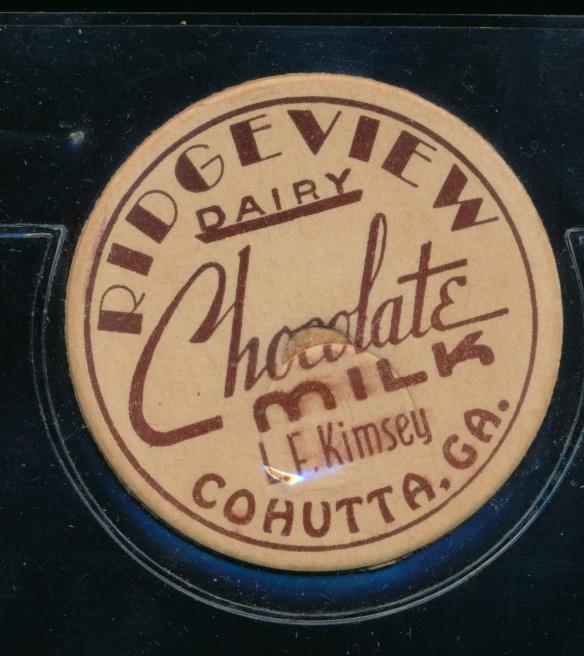 RIDGEVIEW
DAIRY
Chocolate
MILK
L.E. Kimsey
COHUTTA, GA.